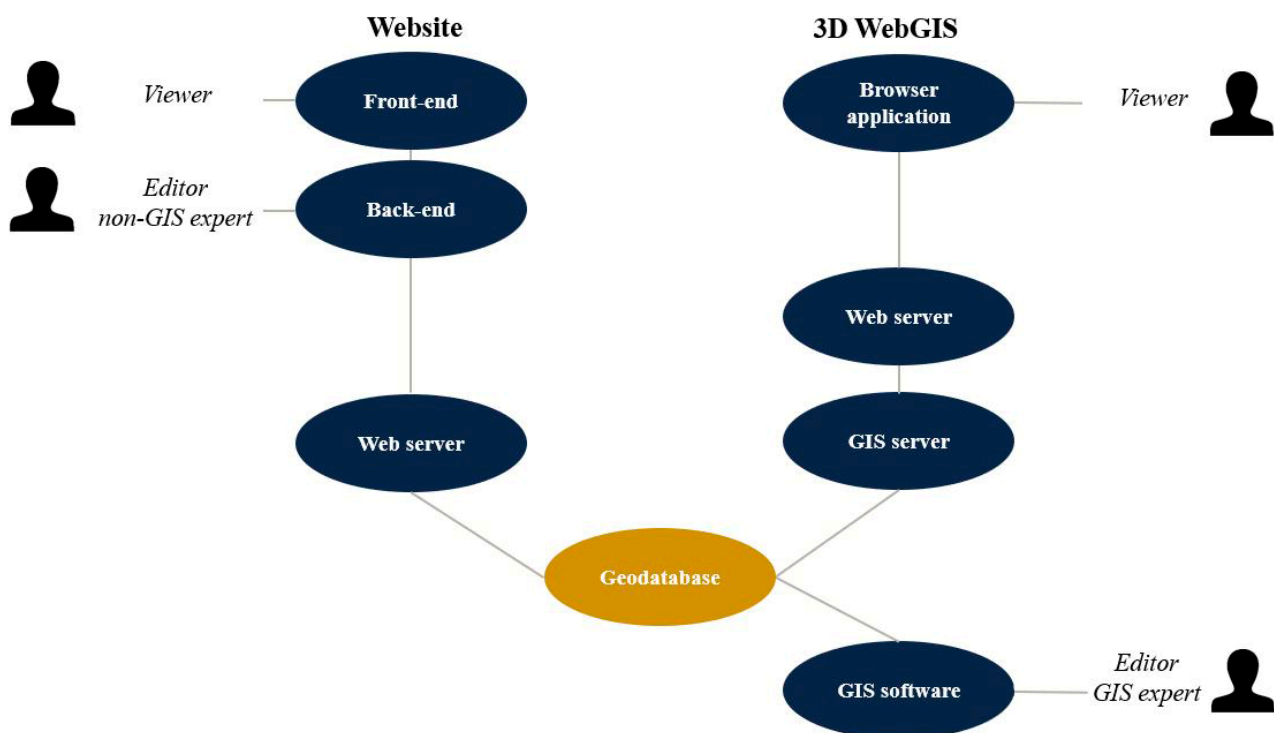 Website
3D WebGIS
Viewer
Front-end
Browser
application
Viewer
Editor
non-GIS expert
Back-end
Web server
Web server
GIS server
Geodatabase
GIS software
Editor
GIS expert